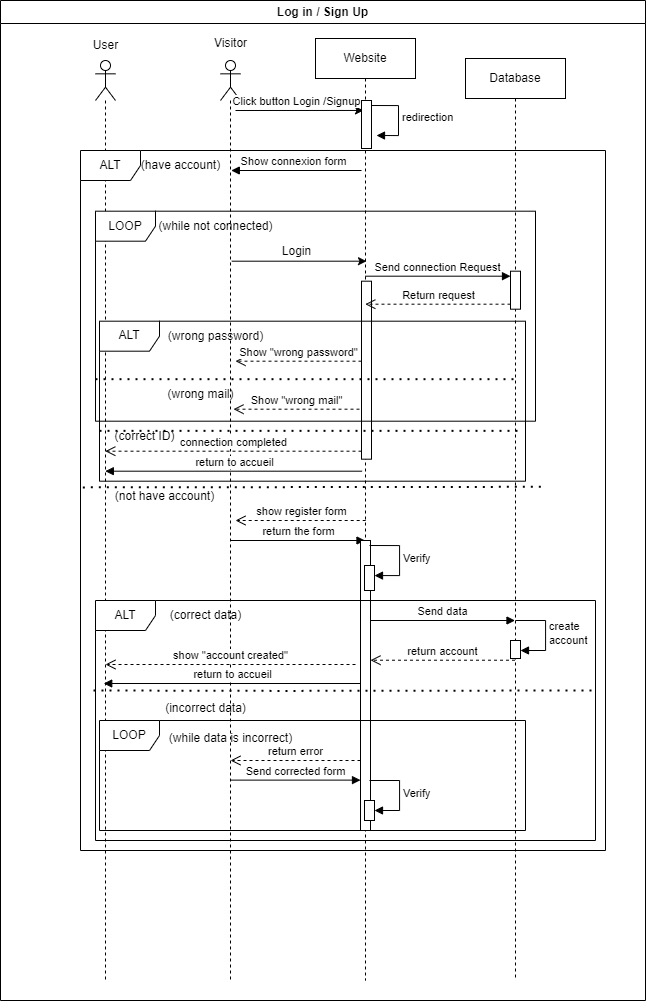 Log in / Sign Up
User
Visitor
Website
Database
Click button Login /Signup
redirection
ALT
(have account)
Show connexion form
LOOP
(while not connected)
Login
Send connection Request
Return request
ALT
(wrong password)
Show "wrong password"
(wrong mail)
Show "wrong mail"
(correct ID)
connection completed
return to accueil
(not have account)
show register form
return the form
Verify
ALT
(correct data)
Send data
create
account
return account
show "account created"
return to accueil
(incorrect data)
LOOP
(while data is incorrect)
return error
Send corrected form
Verify